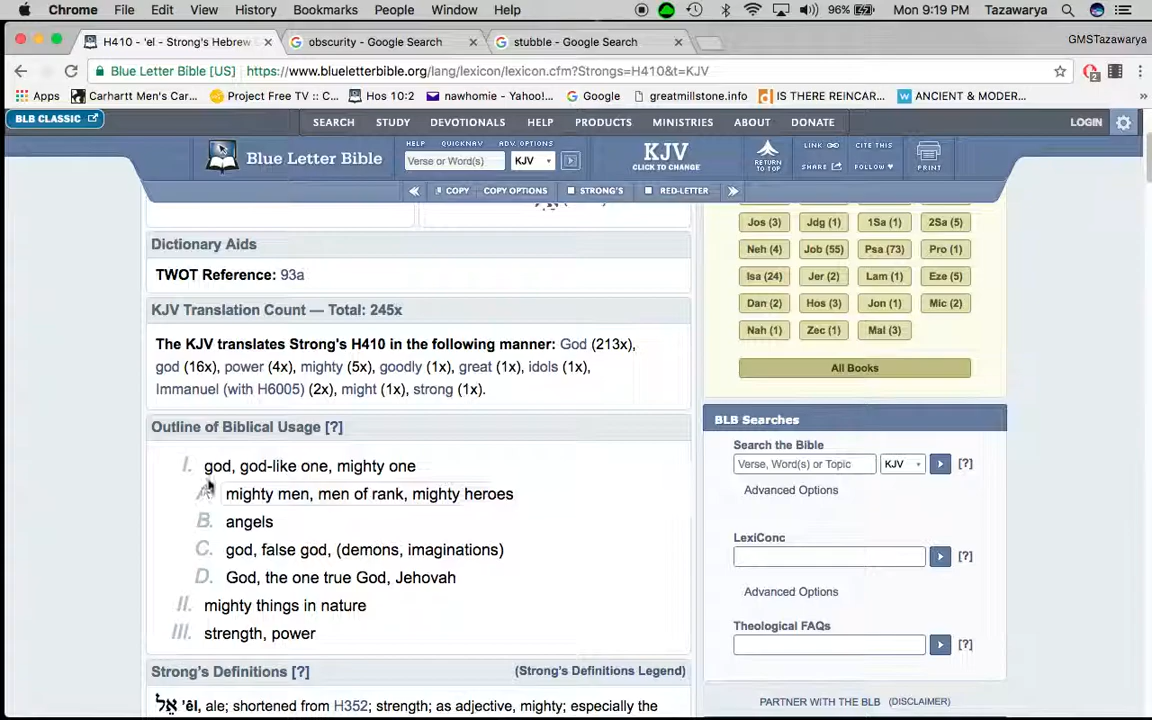 Chrome File Edit View History Bookmarks People Window Help 96% Mon 9:19 PM Tazawarya
H410 - 'el - Strong's Hebrew obscurity - Google Search stubble - Google Search GMSTazawarya
Blue Letter Bible [US] https://www.blueletterbible.org/lang/lexicon/lexicon.cfm?Strongs=H410&t=KJV 2
Apps Carhartt Men's Car... Project Free TV :: C... Hos 10:2 nawhomie - Yahoo!... Google greatmillstone.info IS THERE REINCAR... ANCIENT & MODER... »
BLB CLASSIC SEARCH STUDY DEVOTIONALS HELP PRODUCTS MINISTRIES ABOUT DONATE LOGIN
HELP QUICKNAV ADV. OPTIONS
Blue Letter Bible Verse or Word(s) KJV KJV CLICK TO CHANGE RETURN TO TOP LINK CITE THIS SHARE FOLLOW PRINT
COPY COPY OPTIONS STRONG'S RED-LETTER
Dictionary Aids
TWOT Reference: 93a
KJV Translation Count — Total: 245x
The KJV translates Strong's H410 in the following manner: God (213x),
god (16x), power (4x), mighty (5x), goodly (1x), great (1x), idols (1x),
Immanuel (with H6005) (2x), might (1x), strong (1x).
Outline of Biblical Usage [?]
I. god, god-like one, mighty one
A. mighty men, men of rank, mighty heroes
B. angels
C. god, false god, (demons, imaginations)
D. God, the one true God, Jehovah
II. mighty things in nature
III. strength, power
Strong's Definitions [?] (Strong's Definitions Legend)
אֵל 'êl, ale; shortened from H352; strength; as adjective, mighty; especially the
Jos (3) Jdg (1) 1Sa (1) 2Sa (5)
Neh (4) Job (55) Psa (73) Pro (1)
Isa (24) Jer (2) Lam (1) Eze (5)
Dan (2) Hos (3) Jon (1) Mic (2)
Nah (1) Zec (1) Mal (3)
All Books
BLB Searches
Search the Bible
Verse, Word(s) or Topic KJV [?]
Advanced Options
LexiConc
[?]
Advanced Options
Theological FAQs
[?]
PARTNER WITH THE BLB (DISCLAIMER)